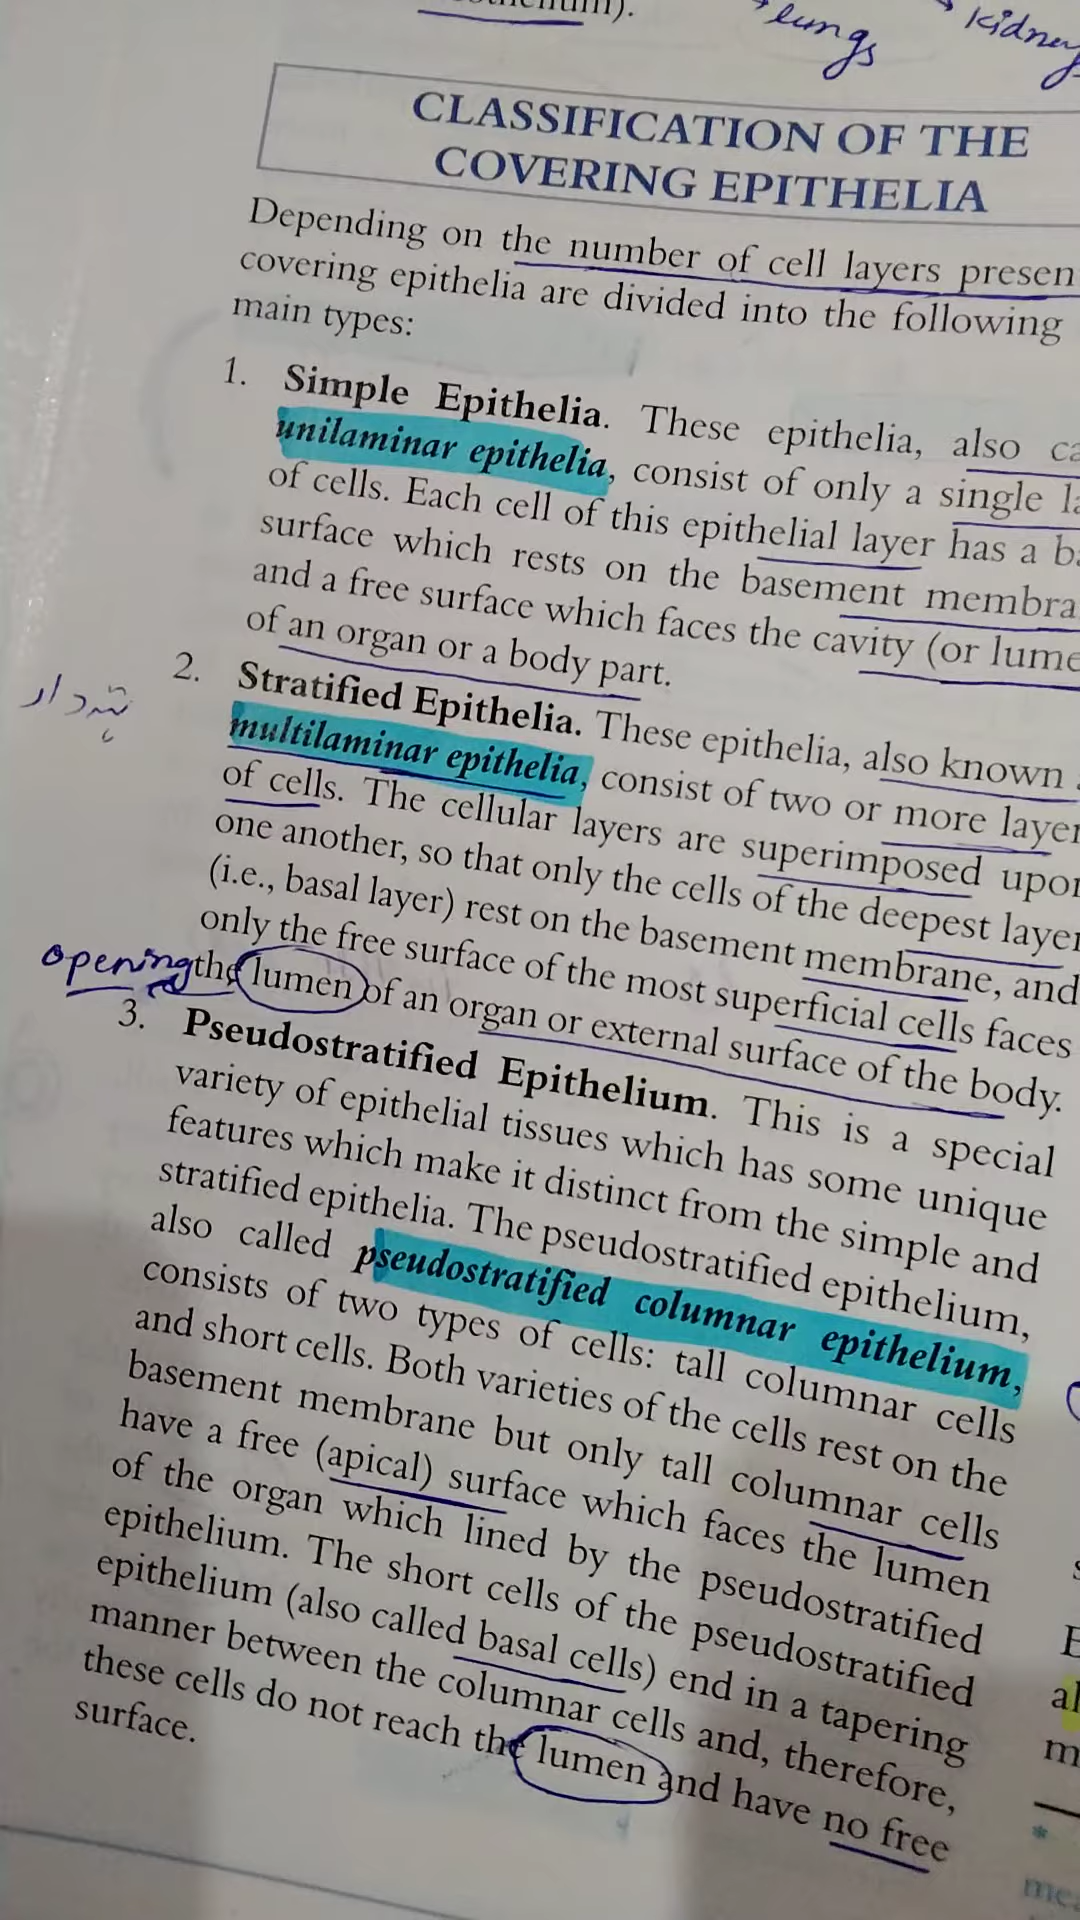 lungs
kidney
CLASSIFICATION OF THE
COVERING EPITHELIA
Depending on the number of cell layers presen
covering epithelia are divided into the following
main types:
1. Simple Epithelia. These epithelia, also ca
unilaminar epithelia, consist of only a single la
of cells. Each cell of this epithelial layer has a ba
surface which rests on the basement membra
and a free surface which faces the cavity (or lume
of an organ or a body part.
2. Stratified Epithelia. These epithelia, also known
multilaminar epithelia, consist of two or more layer
of cells. The cellular layers are superimposed upon
one another, so that only the cells of the deepest layer
(i.e., basal layer) rest on the basement membrane, and
only the free surface of the most superficial cells faces
opening the lumen of an organ or external surface of the body.
3. Pseudostratified Epithelium. This is a special
variety of epithelial tissues which has some unique
features which make it distinct from the simple and
stratified epithelia. The pseudostratified epithelium,
also called pseudostratified columnar epithelium,
consists of two types of cells: tall columnar cells
and short cells. Both varieties of the cells rest on the
basement membrane but only tall columnar cells
have a free (apical) surface which faces the lumen
of the organ which lined by the pseudostratified
epithelium. The short cells of the pseudostratified
epithelium (also called basal cells) end in a tapering
manner between the columnar cells and, therefore,
these cells do not reach the lumen and have no free
surface.